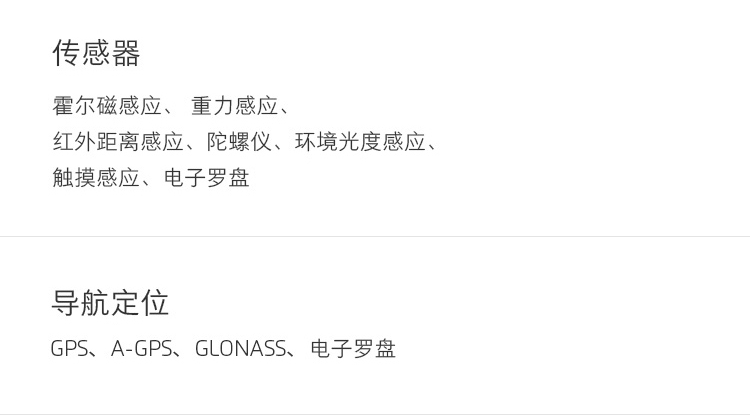 传感器
霍尔磁感应、 重力感应、
红外距离感应、陀螺仪、环境光度感应、
触摸感应、电子罗盘
导航定位
GPS、A-GPS、GLONASS、电子罗盘